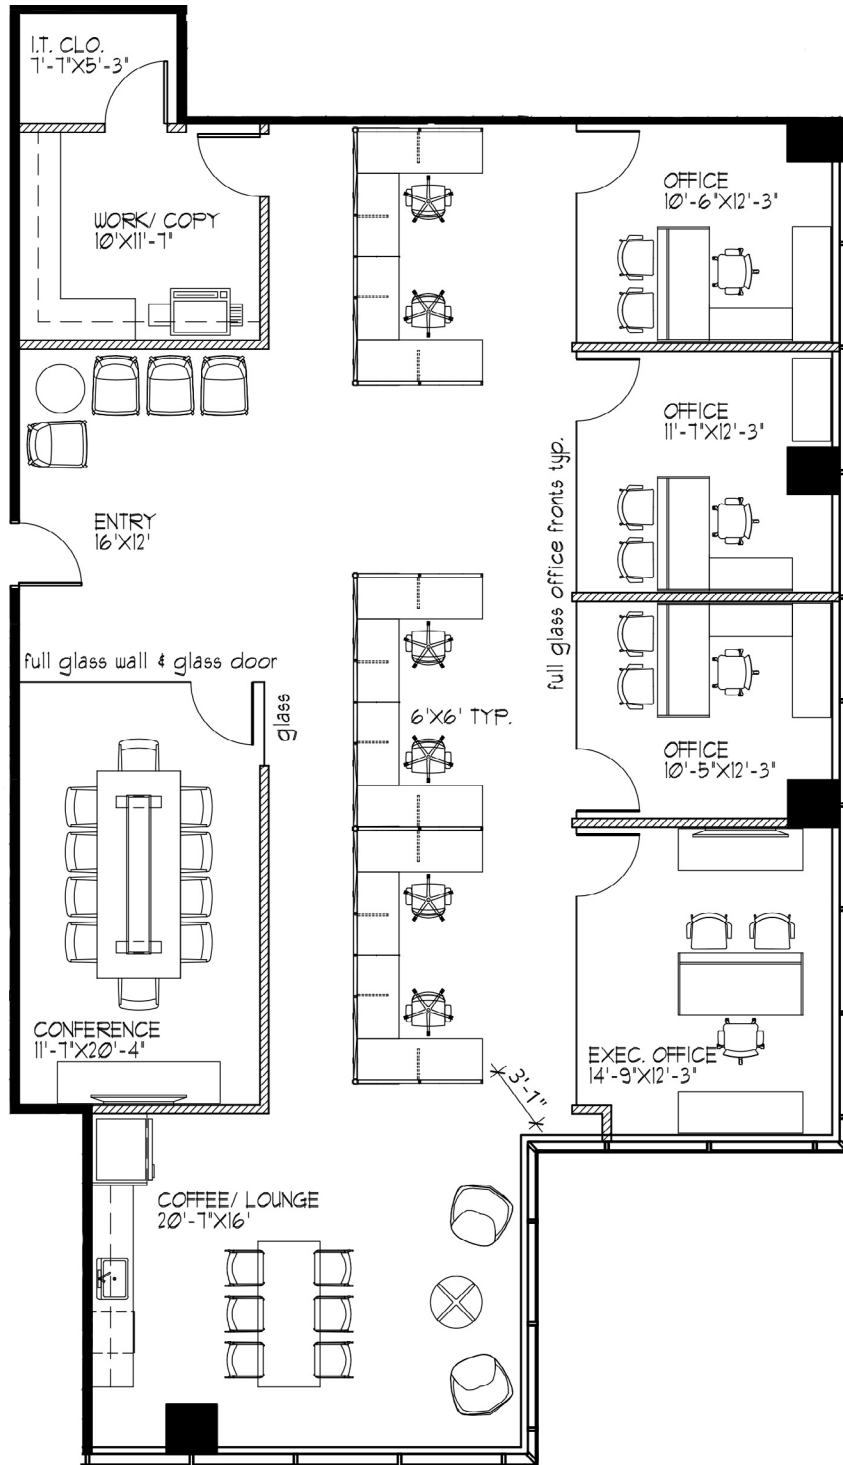 I.T. CLO.
7'-7"X5'-3"
WORK/ COPY
10'X11'-7"
OFFICE
10'-6"X12'-3"
OFFICE
11'-7"X12'-3"
full glass office fronts typ.
ENTRY
16'X12'
full glass wall & glass door
glass
6'X6' TYP.
OFFICE
10'-5"X12'-3"
CONFERENCE
11'-7"X20'-4"
EXEC. OFFICE
14'-9"X12'-3"
3'-1"
COFFEE/ LOUNGE
20'-7"X16'